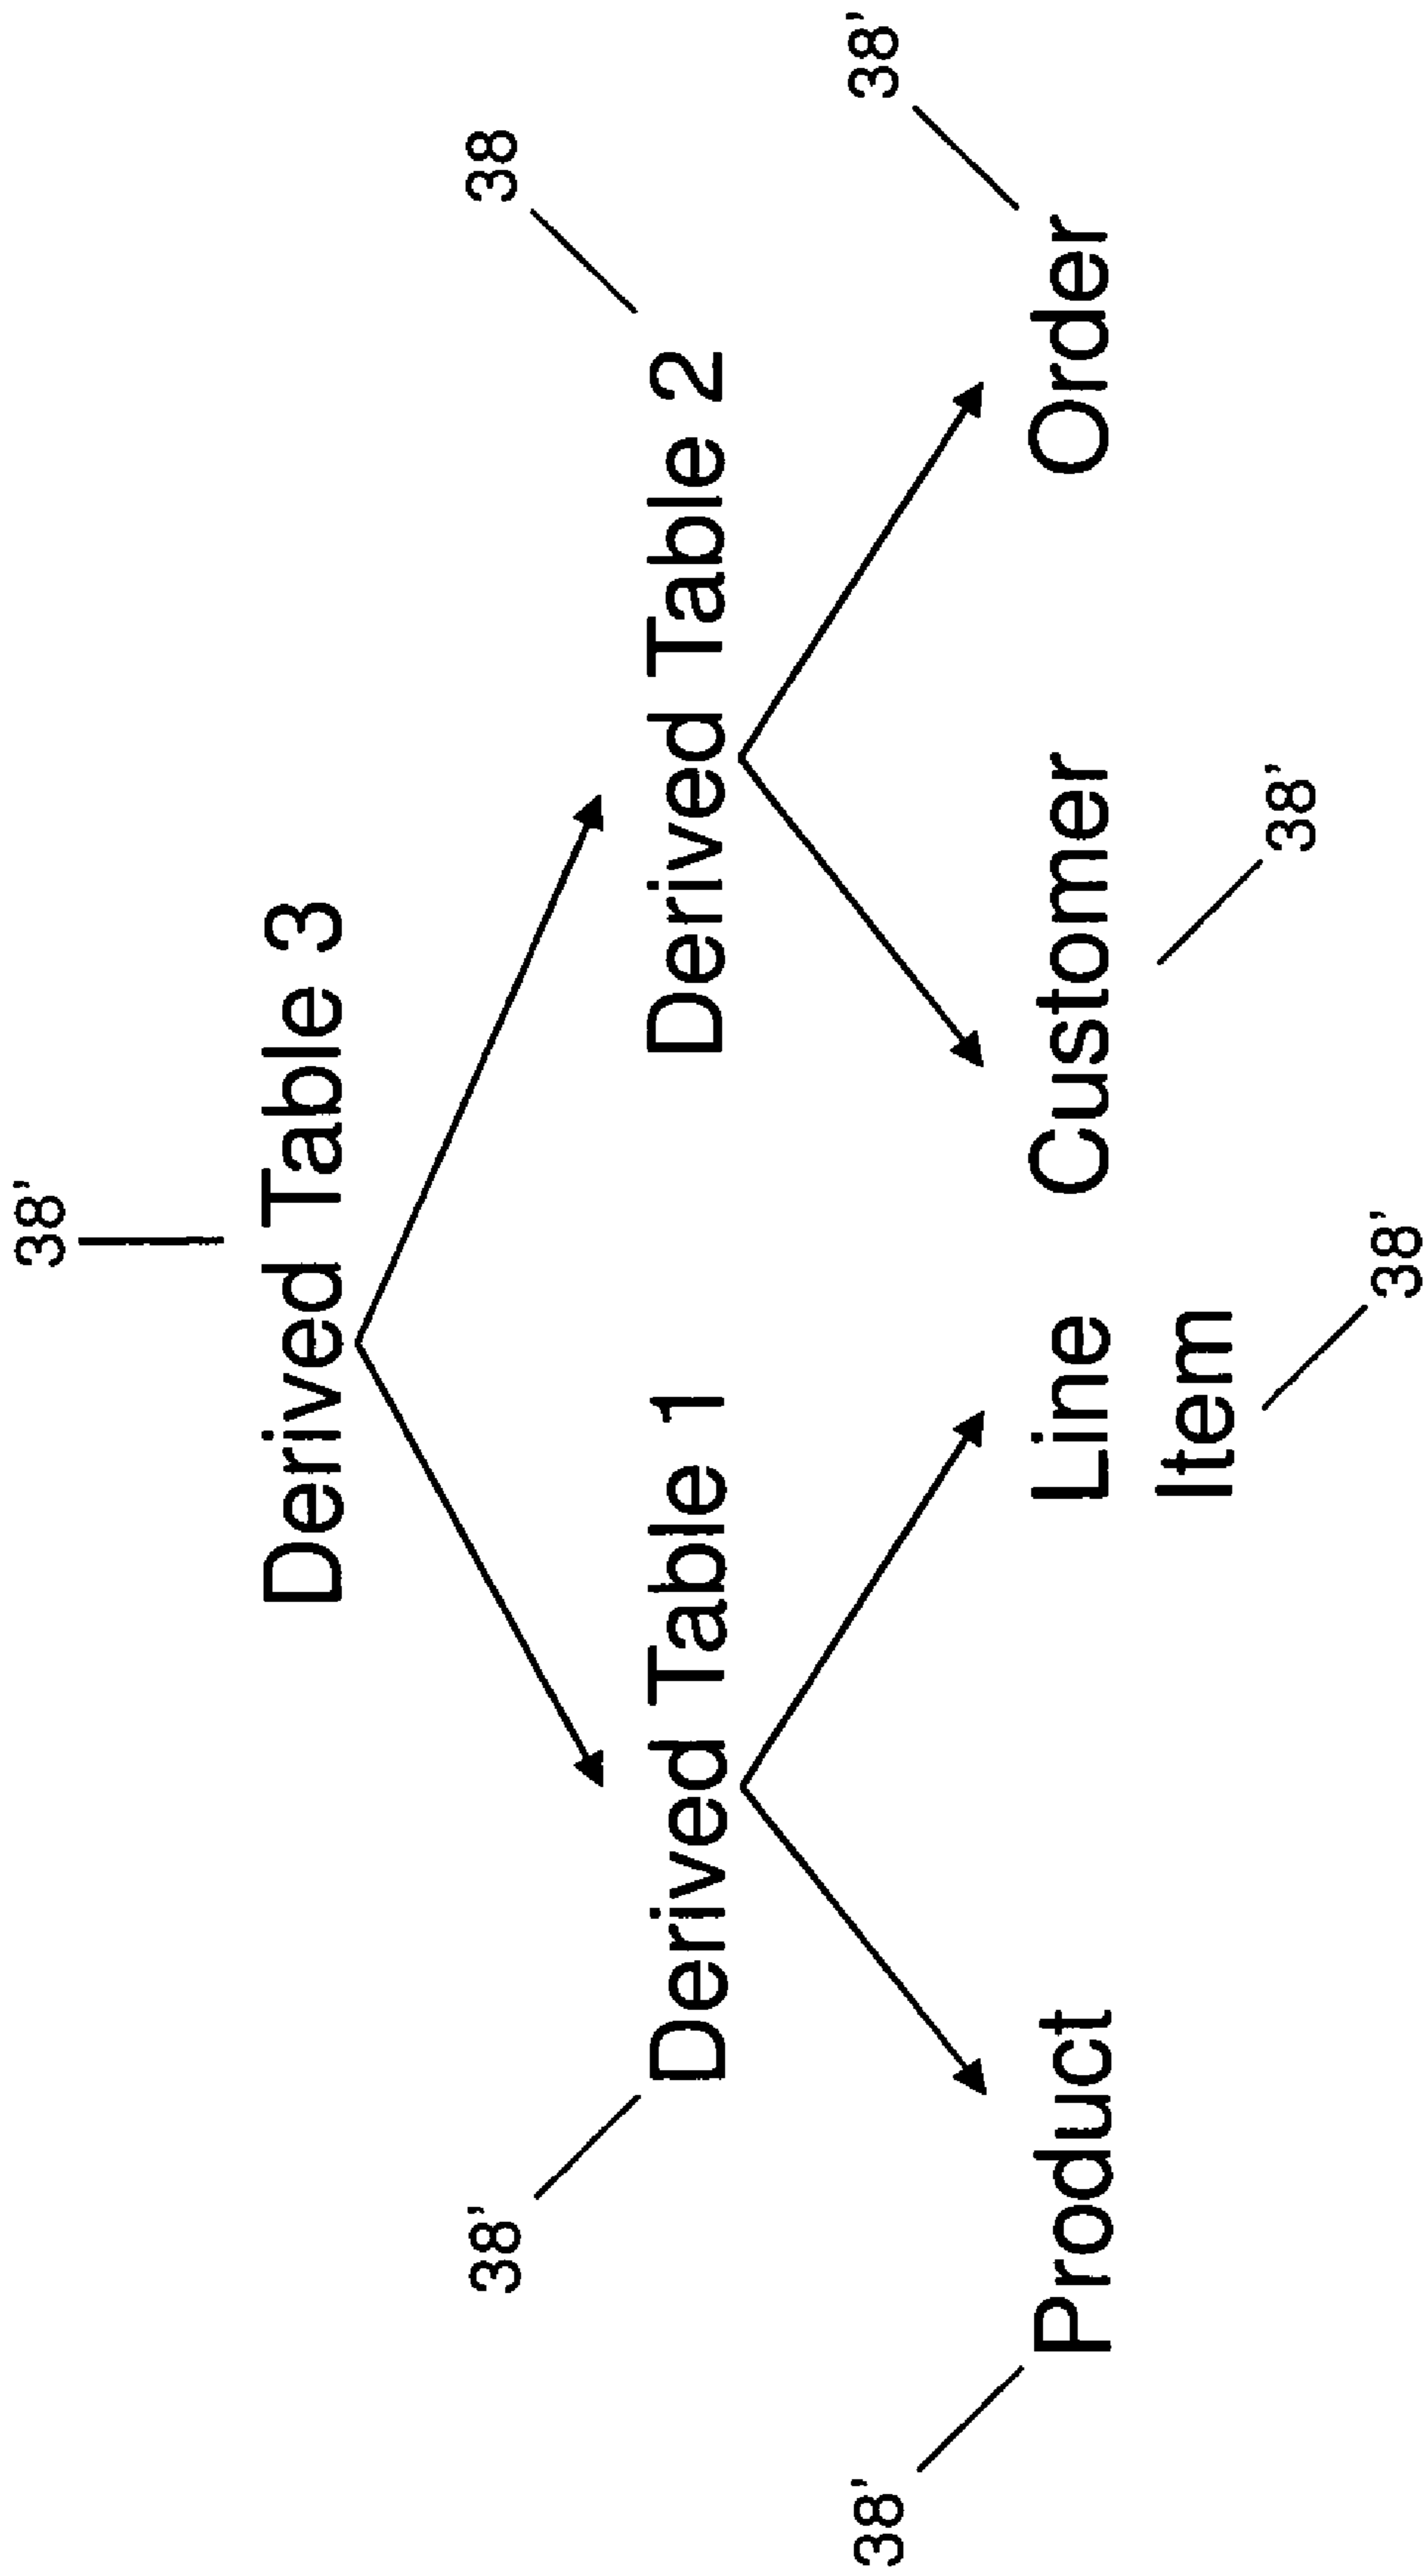 38'
Derived Table 3
38'
38
Derived Table 1
Derived Table 2
38'
38'
Product
Line
Item
Customer
Order
38'
38'